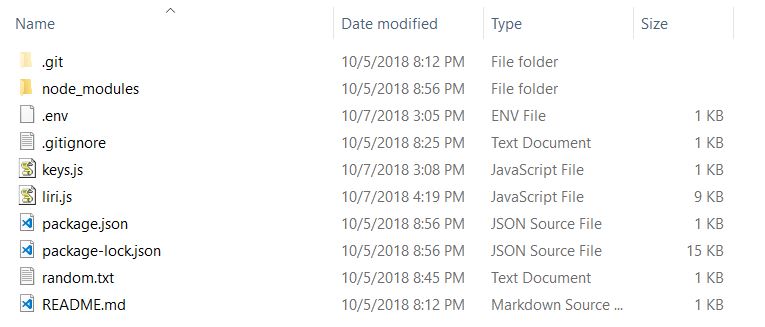 Name Date modified Type Size
.git 10/5/2018 8:12 PM File folder
node_modules 10/5/2018 8:56 PM File folder
.env 10/7/2018 3:05 PM ENV File 1 KB
.gitignore 10/5/2018 8:25 PM Text Document 1 KB
keys.js 10/7/2018 3:08 PM JavaScript File 1 KB
liri.js 10/7/2018 4:19 PM JavaScript File 9 KB
package.json 10/5/2018 8:56 PM JSON Source File 1 KB
package-lock.json 10/5/2018 8:56 PM JSON Source File 15 KB
random.txt 10/5/2018 8:45 PM Text Document 1 KB
README.md 10/5/2018 8:12 PM Markdown Source ... 1 KB